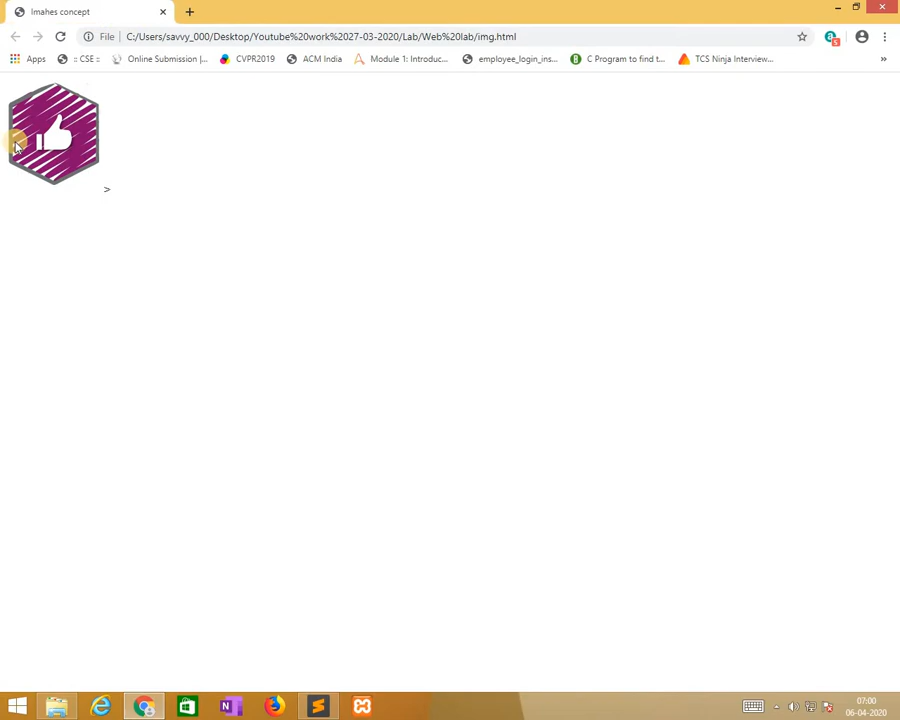 Imahes concept
File C:/Users/savvy_000/Desktop/Youtube%20work%2027-03-2020/Lab/Web%20lab/img.html
Apps :: CSE :: Online Submission |... CVPR2019 ACM India Module 1: Introduc... employee_login_ins... C Program to find t... TCS Ninja Interview... »
>
07:00
06-04-2020